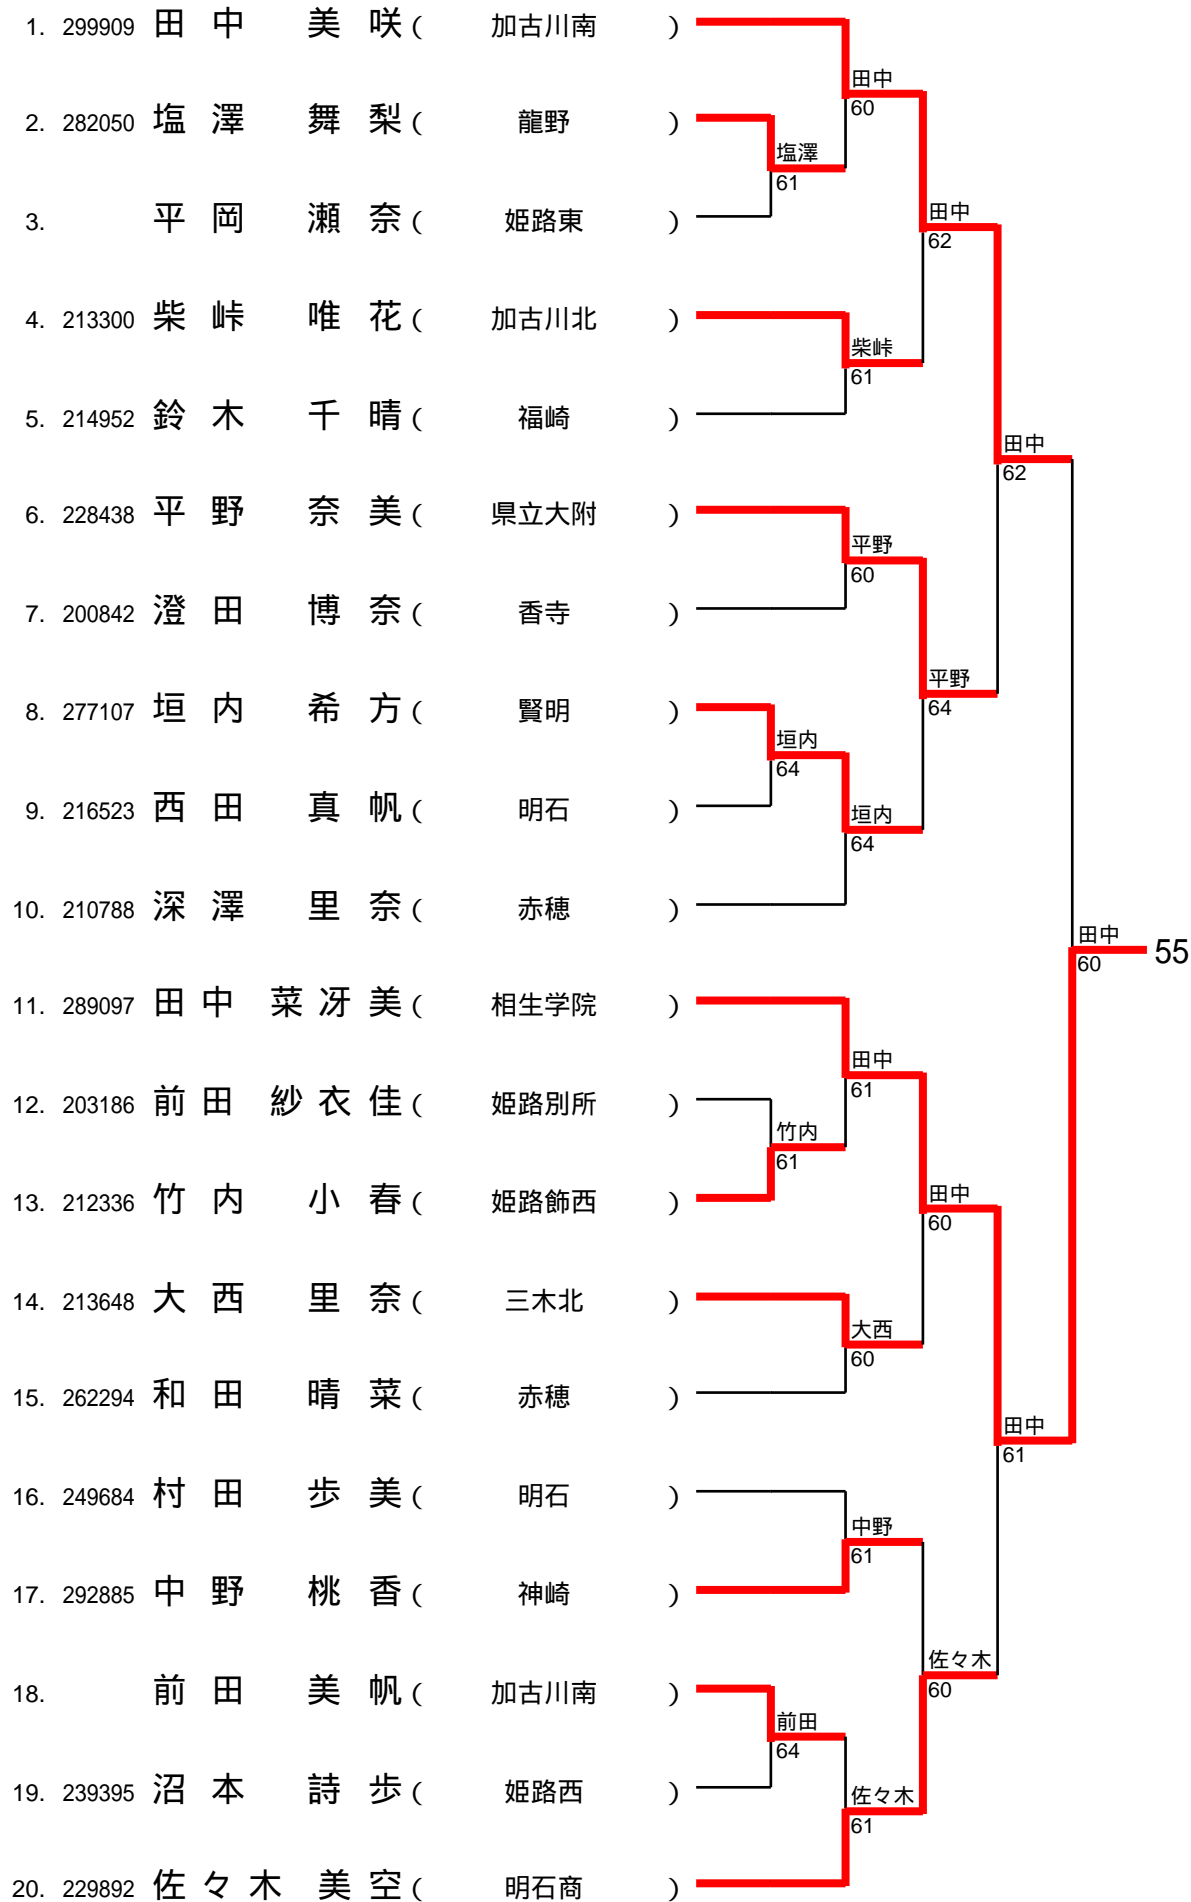 1. 299909 田中 美咲 ( 加古川南 )
田中
60
2. 282050 塩澤 舞梨 ( 龍野 )
塩澤
61
3. 平岡 瀬奈 ( 姫路東 )
田中
62
4. 213300 柴峠 唯花 ( 加古川北 )
柴峠
61
5. 214952 鈴木 千晴 ( 福崎 )
田中
62
6. 228438 平野 奈美 ( 県立大附 )
平野
60
7. 200842 澄田 博奈 ( 香寺 )
平野
64
8. 277107 垣内 希方 ( 賢明 )
垣内
64
9. 216523 西田 真帆 ( 明石 )
垣内
64
10. 210788 深澤 里奈 ( 赤穂 )
田中
60
55
11. 289097 田中 菜冴美 ( 相生学院 )
田中
61
12. 203186 前田 紗衣佳 ( 姫路別所 )
竹内
61
13. 212336 竹内 小春 ( 姫路飾西 )
田中
60
14. 213648 大西 里奈 ( 三木北 )
大西
60
15. 262294 和田 晴菜 ( 赤穂 )
田中
61
16. 249684 村田 歩美 ( 明石 )
中野
61
17. 292885 中野 桃香 ( 神崎 )
佐々木
60
18. 前田 美帆 ( 加古川南 )
前田
64
19. 239395 沼本 詩歩 ( 姫路西 )
佐々木
61
20. 229892 佐々木 美空 ( 明石商 )